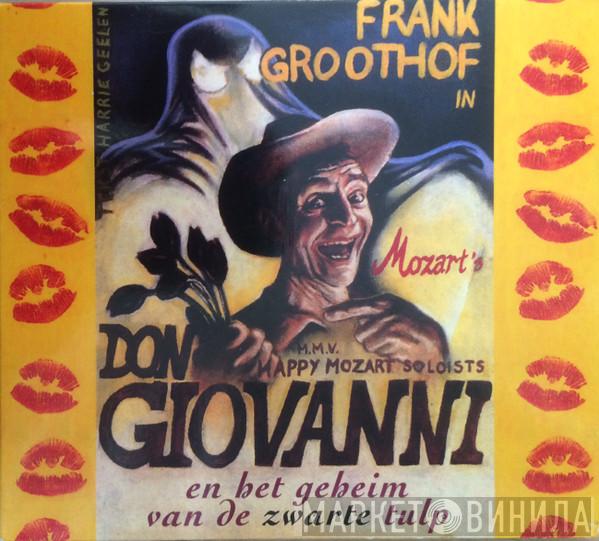 HARRIE GEELEN
FRANK
GROOTHOF
IN
Mozart's
DON
M.M.V.
HAPPY MOZART SOLOISTS
GIOVANNI
en het geheim
van de zwarte tulp
МАРКЕТ ВИНИЛА